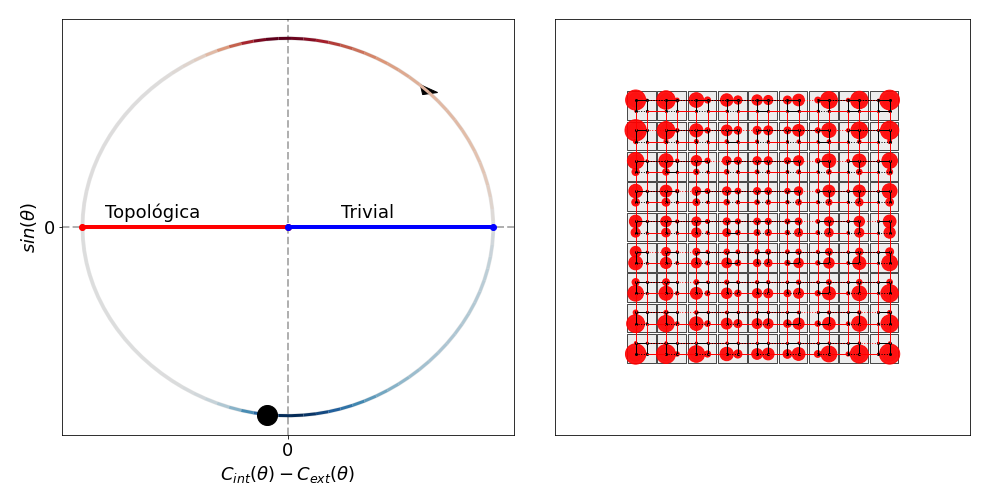 sin(θ)
Topológica
Trivial
0
0
C_int(θ) − C_ext(θ)